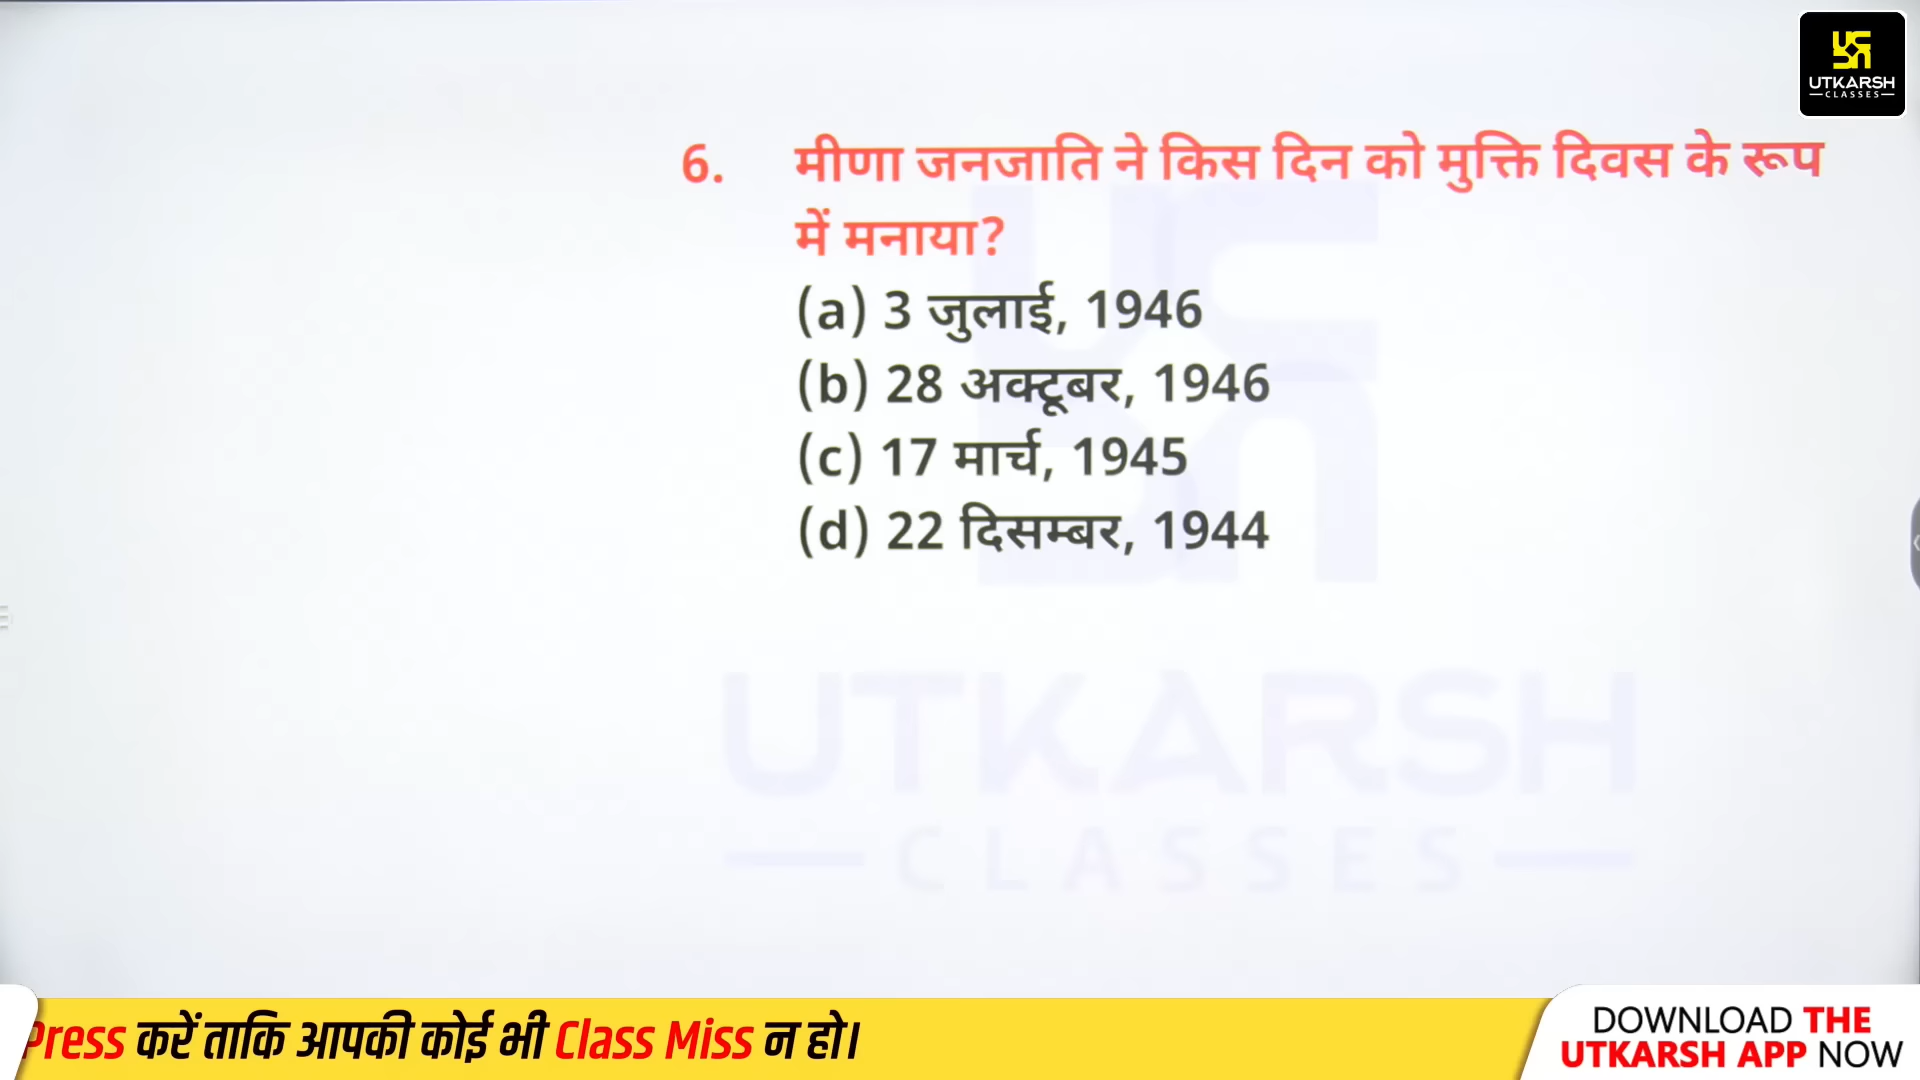 UTKARSH
CLASSES
6. मीणा जनजाति ने किस दिन को मुक्ति दिवस के रूप
में मनाया?
(a) 3 जुलाई, 1946
(b) 28 अक्टूबर, 1946
(c) 17 मार्च, 1945
(d) 22 दिसम्बर, 1944
UTKARSH
CLASSES
Press करें ताकि आपकी कोई भी Class Miss न हो।
DOWNLOAD THE
UTKARSH APP NOW